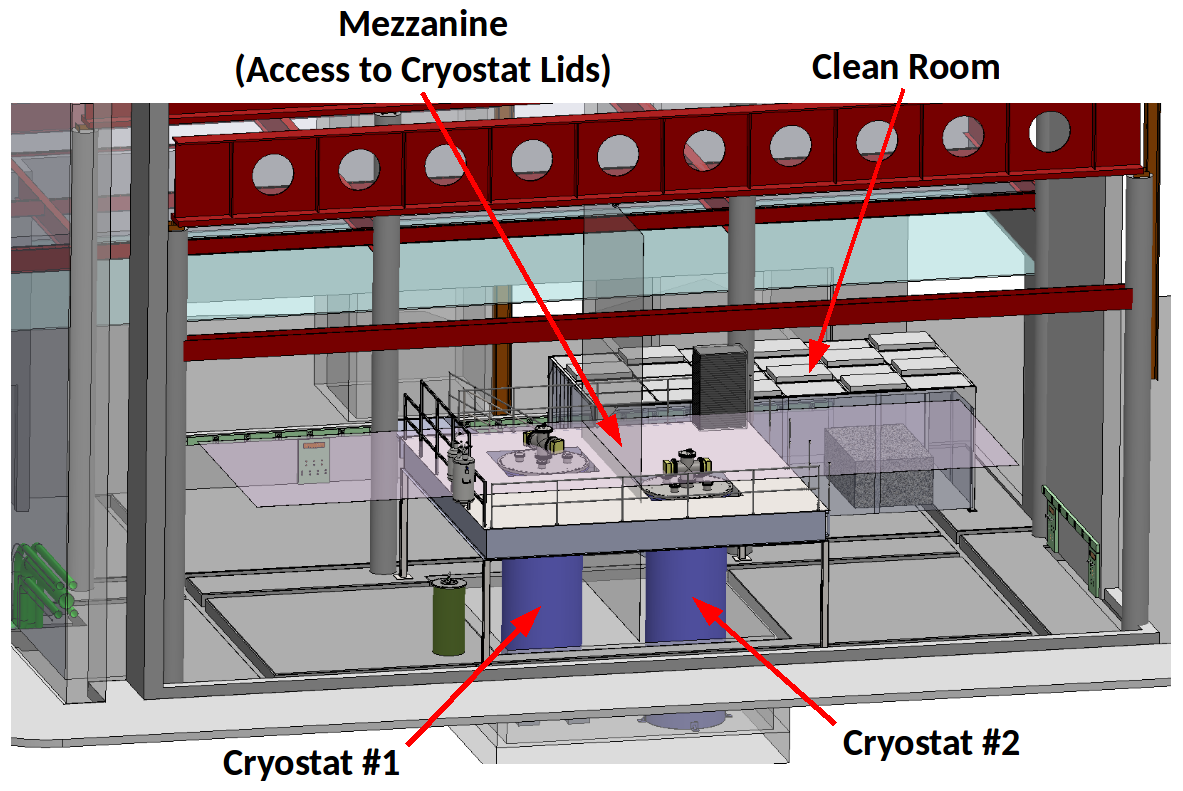 Mezzanine
(Access to Cryostat Lids)
Clean Room
Cryostat #1
Cryostat #2